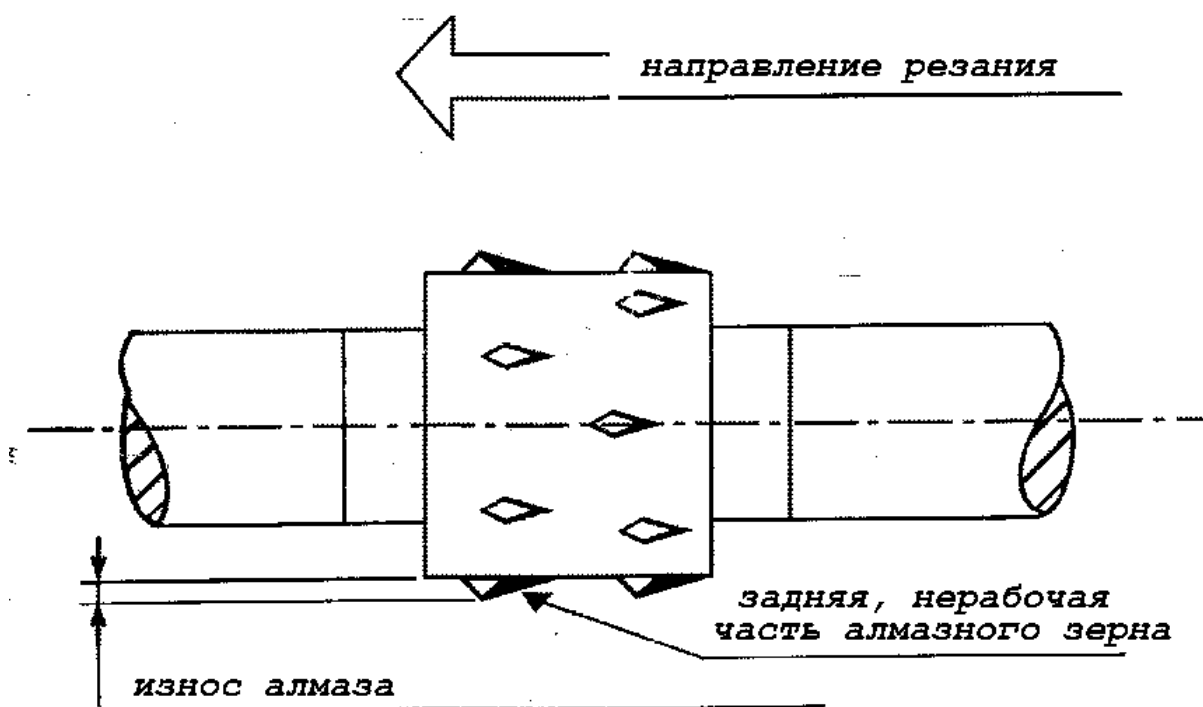 направление резания
задняя, нерабочая
часть алмазного зерна
износ алмаза